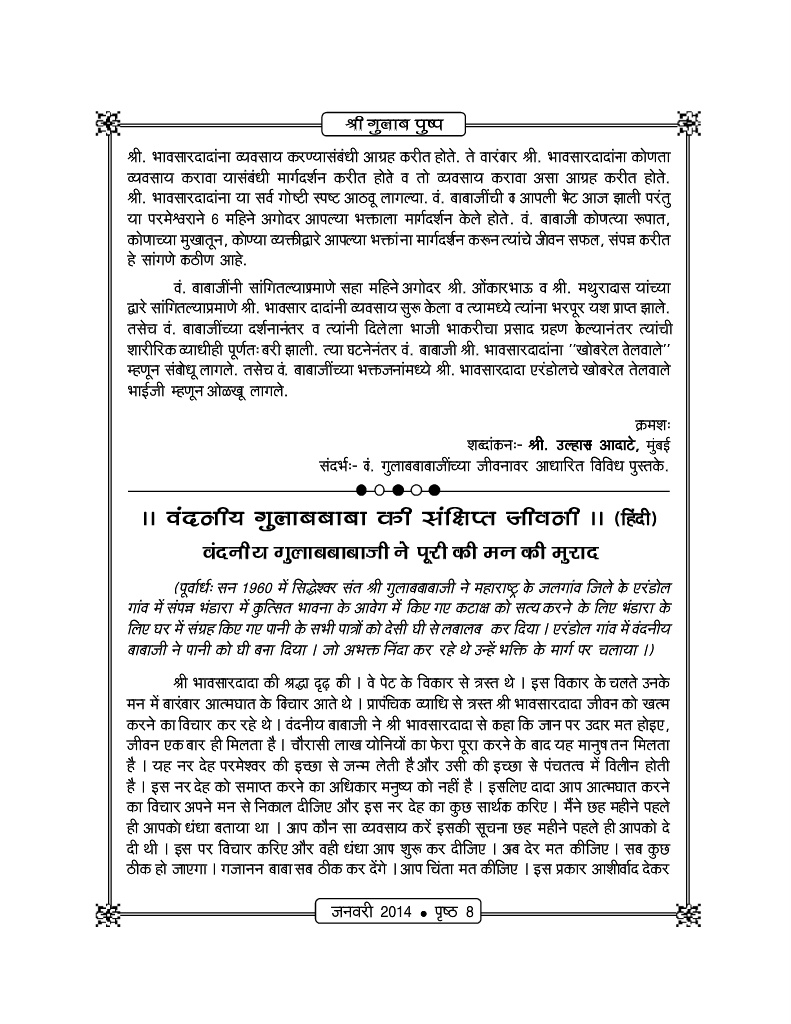 श्री गुलाब पुष्प
श्री. भावसारदादांना व्यवसाय करण्यासंबंधी आग्रह करीत होते. ते वारंवार श्री. भावसारदादांना कोणता
व्यवसाय करावा यासंबंधी मार्गदर्शन करीत होते व तो व्यवसाय करावा असा आग्रह करीत होते.
श्री. भावसारदादांना या सर्व गोष्टी स्पष्ट आठवू लागल्या. वं. बाबाजींची व आपली भेट आज झाली परंतु
या परमेश्वराने 6 महिने अगोदर आपल्या भक्ताला मार्गदर्शन केले होते. वं. बाबाजी कोणत्या रूपात,
कोणाच्या मुखातून, कोण्या व्यक्तीद्वारे आपल्या भक्तांना मार्गदर्शन करून त्यांचे जीवन सफल, संपन्न करीत
हे सांगणे कठीण आहे.
वं. बाबाजींनी सांगितल्याप्रमाणे सहा महिने अगोदर श्री. ओंकारभाऊ व श्री. मथुरादास यांच्या
द्वारे सांगितल्याप्रमाणे श्री. भावसार दादांनी व्यवसाय सुरू केला व त्यामध्ये त्यांना भरपूर यश प्राप्त झाले.
तसेच वं. बाबाजींच्या दर्शनानंतर व त्यांनी दिलेला भाजी भाकरीचा प्रसाद ग्रहण केल्यानंतर त्यांची
शारीरिक व्याधीही पूर्णतः बरी झाली. त्या घटनेनंतर वं. बाबाजी श्री. भावसारदादांना "खोबरेल तेलवाले"
म्हणून संबोधू लागले. तसेच वं. बाबाजींच्या भक्तजनांमध्ये श्री. भावसारदादा एरंडोलचे खोबरेल तेलवाले
भाईजी म्हणून ओळखू लागले.
क्रमशः
शब्दांकनः- श्री. उल्हास आदाटे, मुंबई
संदर्भः- वं. गुलाबबाबाजींच्या जीवनावर आधारित विविध पुस्तके.
।। वंदनीय गुलाबबाबा की संक्षिप्त जीवनी ।। (हिंदी)
वंदनीय गुलाबबाबाजी ने पूरी की मन की मुराद
(पूर्वार्धः सन 1960 में सिद्धेश्वर संत श्री गुलाबबाबाजी ने महाराष्ट्र के जलगांव जिले के एरंडोल
गांव में संपन्न भंडारा में कुत्सित भावना के आवेग में किए गए कटाक्ष को सत्य करने के लिए भंडारा के
लिए घर में संग्रह किए गए पानी के सभी पात्रों को देसी घी से लबालब कर दिया । एरंडोल गांव में वंदनीय
बाबाजी ने पानी को घी बना दिया । जो अभक्त निंदा कर रहे थे उन्हें भक्ति के मार्ग पर चलाया ।)
श्री भावसारदादा की श्रद्धा दृढ़ की । वे पेट के विकार से त्रस्त थे । इस विकार के चलते उनके
मन में बारंबार आत्मघात के विचार आते थे । प्रापंचिक व्याधि से त्रस्त श्री भावसारदादा जीवन को खत्म
करने का विचार कर रहे थे । वंदनीय बाबाजी ने श्री भावसारदादा से कहा कि जान पर उदार मत होइए,
जीवन एक बार ही मिलता है । चौरासी लाख योनियों का फेरा पूरा करने के बाद यह मानुष तन मिलता
है । यह नर देह परमेश्वर की इच्छा से जन्म लेती है और उसी की इच्छा से पंचतत्व में विलीन होती
है । इस नर देह को समाप्त करने का अधिकार मनुष्य को नहीं है । इसलिए दादा आप आत्मघात करने
का विचार अपने मन से निकाल दीजिए और इस नर देह का कुछ सार्थक करिए । मैंने छह महीने पहले
ही आपको धंधा बताया था । आप कौन सा व्यवसाय करें इसकी सूचना छह महीने पहले ही आपको दे
दी थी । इस पर विचार करिए और वही धंधा आप शुरू कर दीजिए । अब देर मत कीजिए । सब कुछ
ठीक हो जाएगा । गजानन बाबा सब ठीक कर देंगे । आप चिंता मत कीजिए । इस प्रकार आशीर्वाद देकर
जनवरी 2014 ● पृष्ठ 8